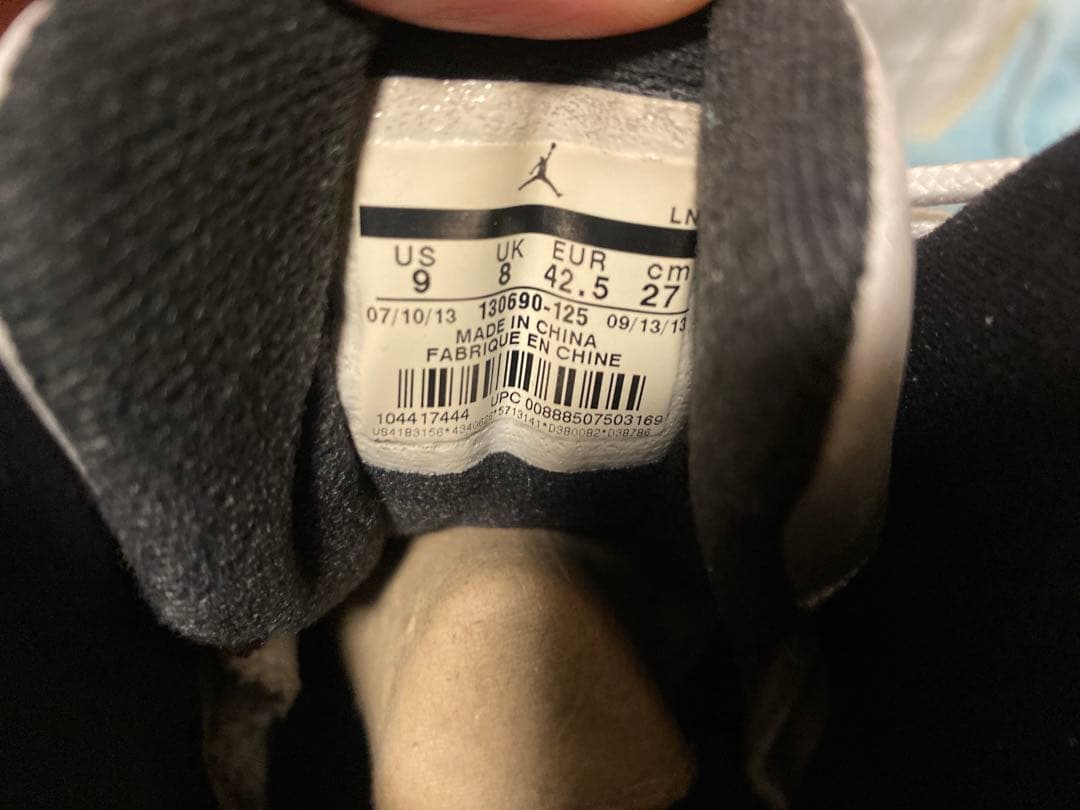 LN
US UK EUR cm
9 8 42.5 27
07/10/13 130690-125 09/13/13
MADE IN CHINA
FABRIQUE EN CHINE
104417444 UPC 00888507503169